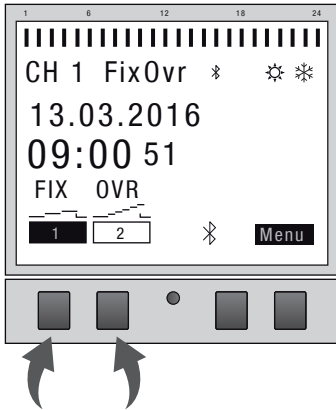 1 6 12 18 24
CH 1 FixOvr
13.03.2016
09:00 51
FIX OVR
1 2 Menu